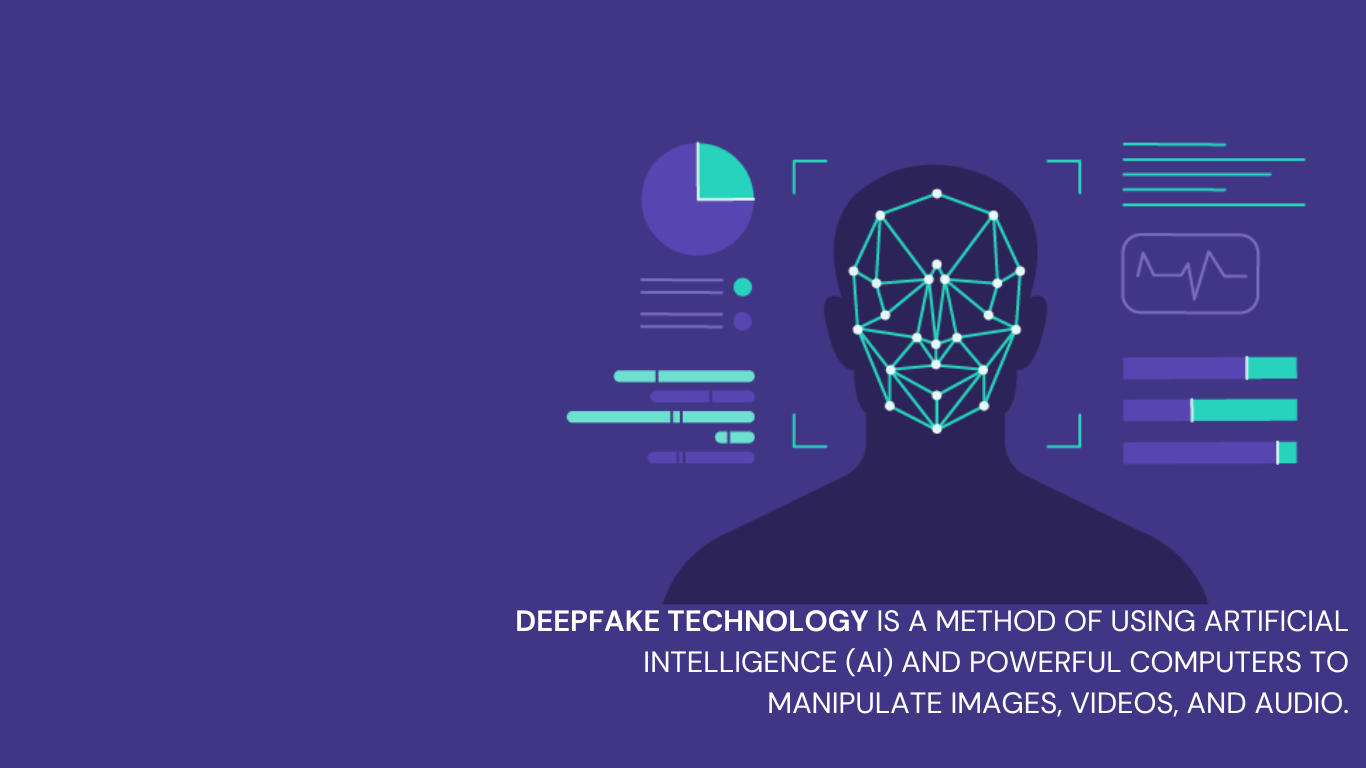 DEEPFAKE TECHNOLOGY IS A METHOD OF USING ARTIFICIAL
INTELLIGENCE (AI) AND POWERFUL COMPUTERS TO
MANIPULATE IMAGES, VIDEOS, AND AUDIO.